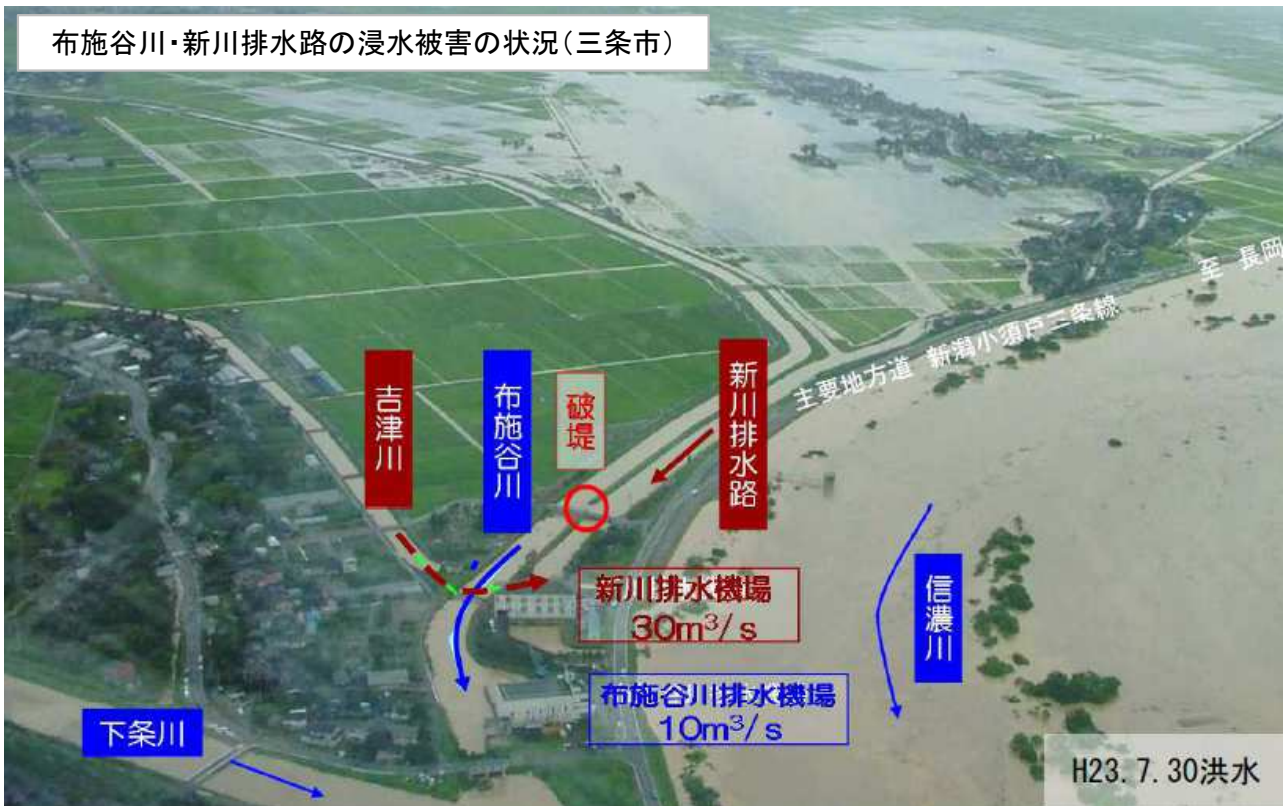 布施谷川・新川排水路の浸水被害の状況（三条市）
至 長岡
主要地方道 新潟小須戸三条線
吉津川
布施谷川
破堤
新川排水路
新川排水機場
30m³/s
信濃川
布施谷川排水機場
10m³/s
下条川
H23.7.30洪水